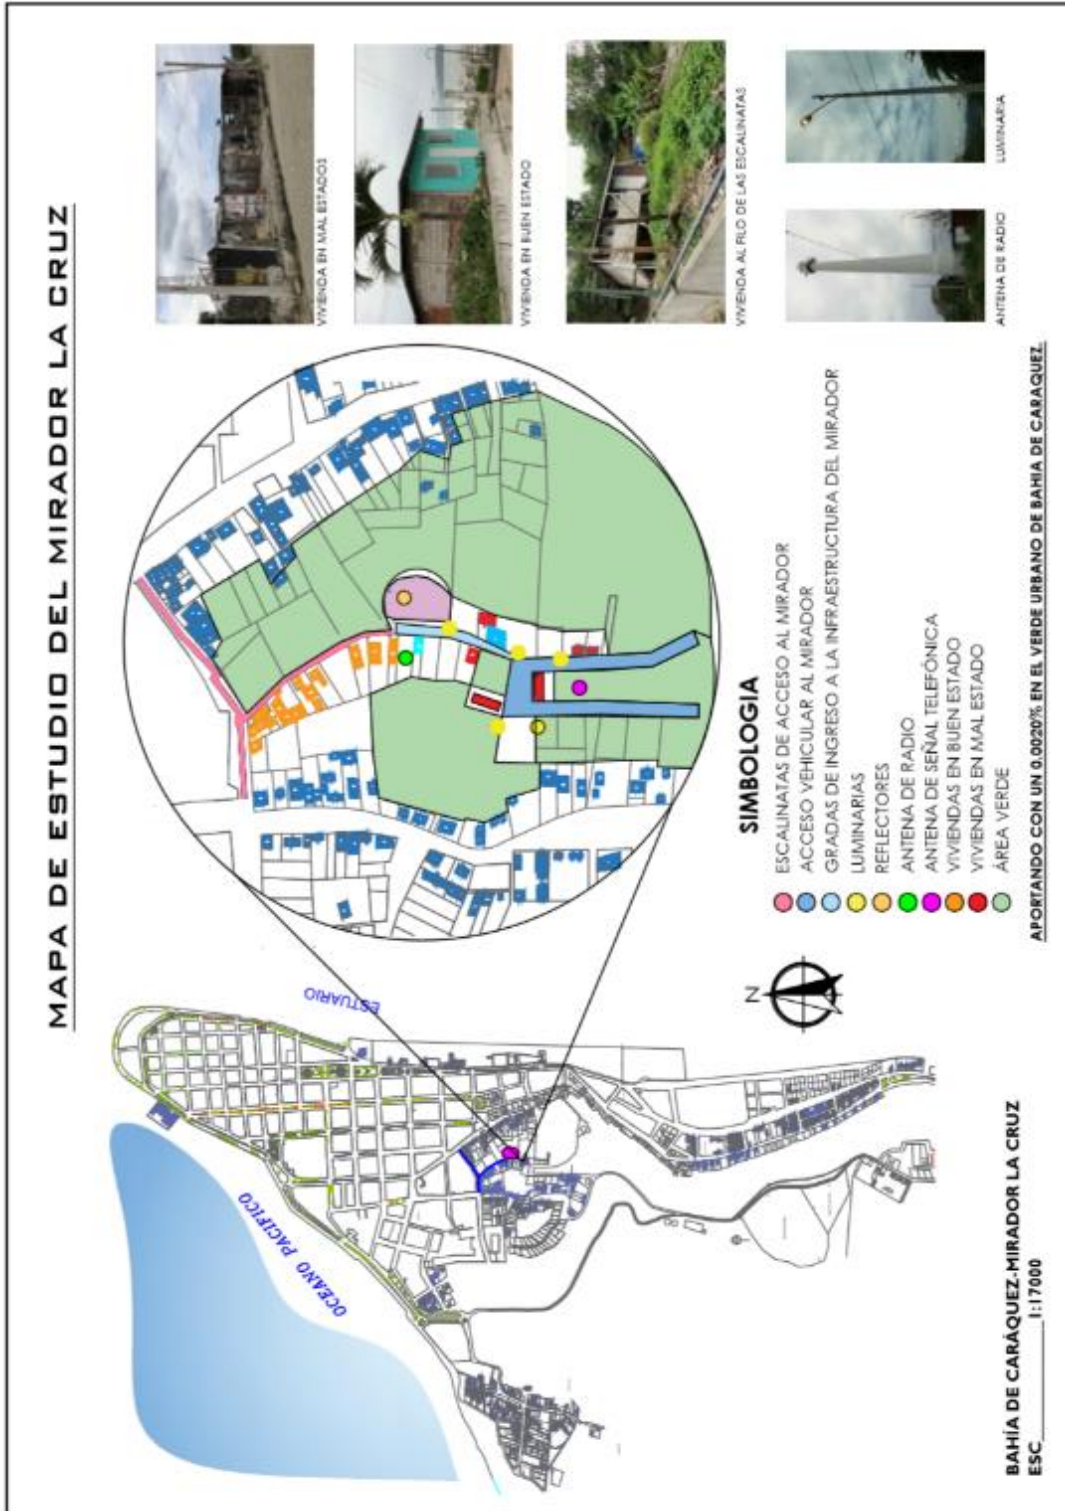 MAPA DE ESTUDIO DEL MIRADOR LA CRUZ
OCEANO PACIFICO
ESTUARIO
VIVIENDA EN MAL ESTADOS
VIVIENDA EN BUEN ESTADO
VIVIENDA AL FILO DE LAS ESCALINATAS
ANTENA DE RADIO
LUMINARIA
N
SIMBOLOGIA
ESCALINATAS DE ACCESO AL MIRADOR
ACCESO VEHICULAR AL MIRADOR
GRADAS DE INGRESO A LA INFRAESTRUCTURA DEL MIRADOR
LUMINARIAS
REFLECTORES
ANTENA DE RADIO
ANTENA DE SEÑAL TELEFÓNICA
VIVIENDAS EN BUEN ESTADO
VIVIENDAS EN MAL ESTADO
ÁREA VERDE
APORTANDO CON UN 0.0020% EN EL VERDE URBANO DE BAHIA DE CARAQUEZ.
BAHÍA DE CARÁQUEZ-MIRADOR LA CRUZ
ESC________1:17000